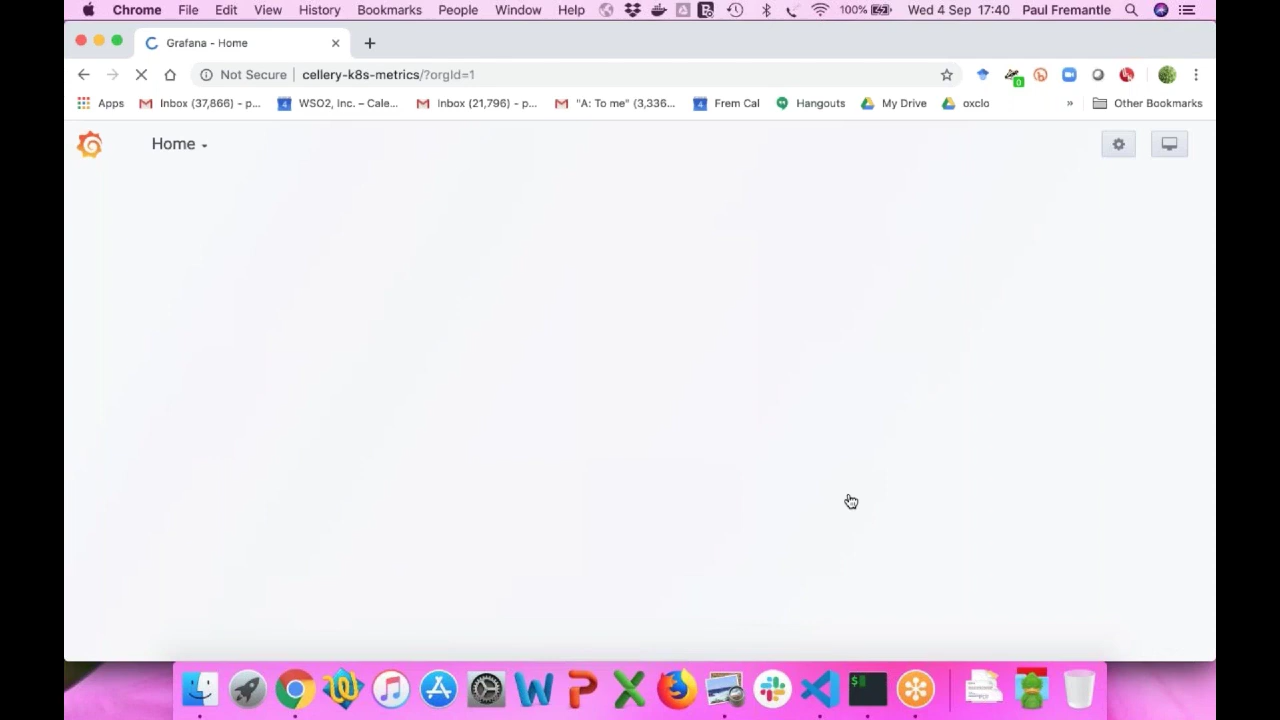 Chrome File Edit View History Bookmarks People Window Help 100% Wed 4 Sep 17:40 Paul Fremantle
Grafana - Home
Not Secure cellery-k8s-metrics/?orgId=1
Apps Inbox (37,866) - p... WSO2, Inc. – Cale... Inbox (21,796) - p... "A: To me" (3,336... Frem Cal Hangouts My Drive oxclo » Other Bookmarks
Home